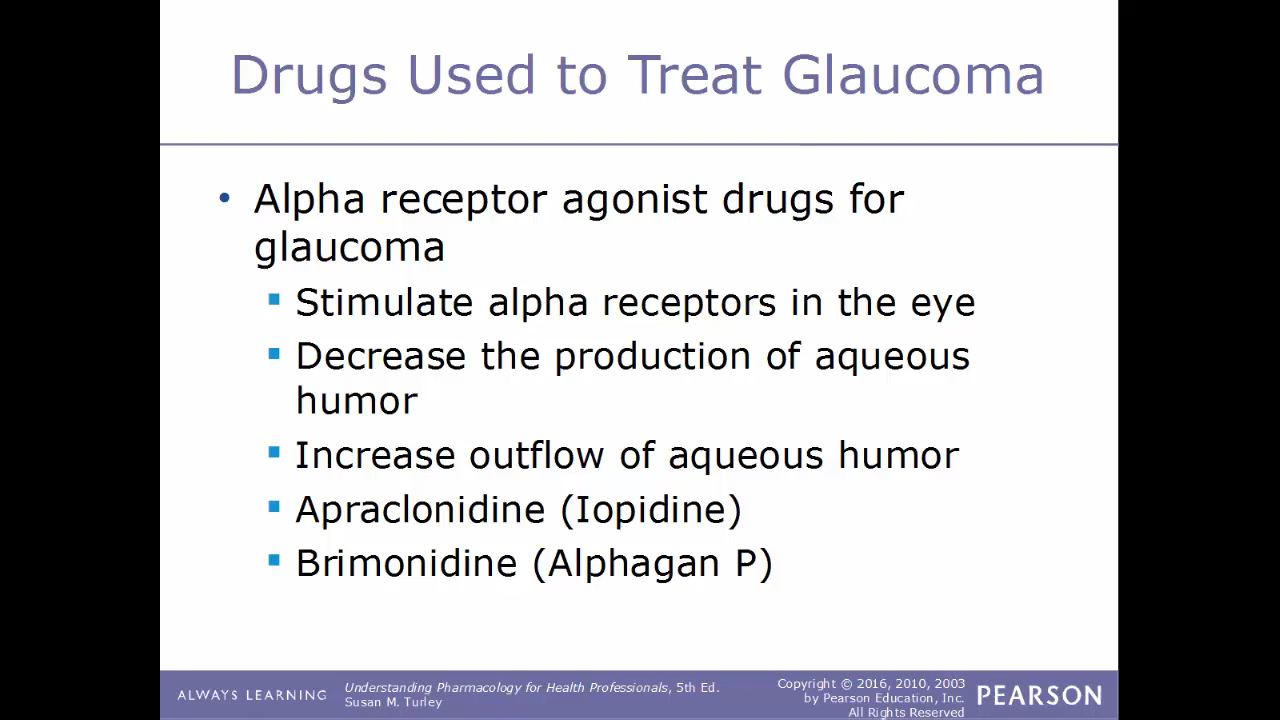 Drugs Used to Treat Glaucoma
• Alpha receptor agonist drugs for
glaucoma
▪ Stimulate alpha receptors in the eye
▪ Decrease the production of aqueous
humor
▪ Increase outflow of aqueous humor
▪ Apraclonidine (Iopidine)
▪ Brimonidine (Alphagan P)
ALWAYS LEARNING
Understanding Pharmacology for Health Professionals, 5th Ed.
Susan M. Turley
Copyright © 2016, 2010, 2003
by Pearson Education, Inc.
All Rights Reserved
PEARSON